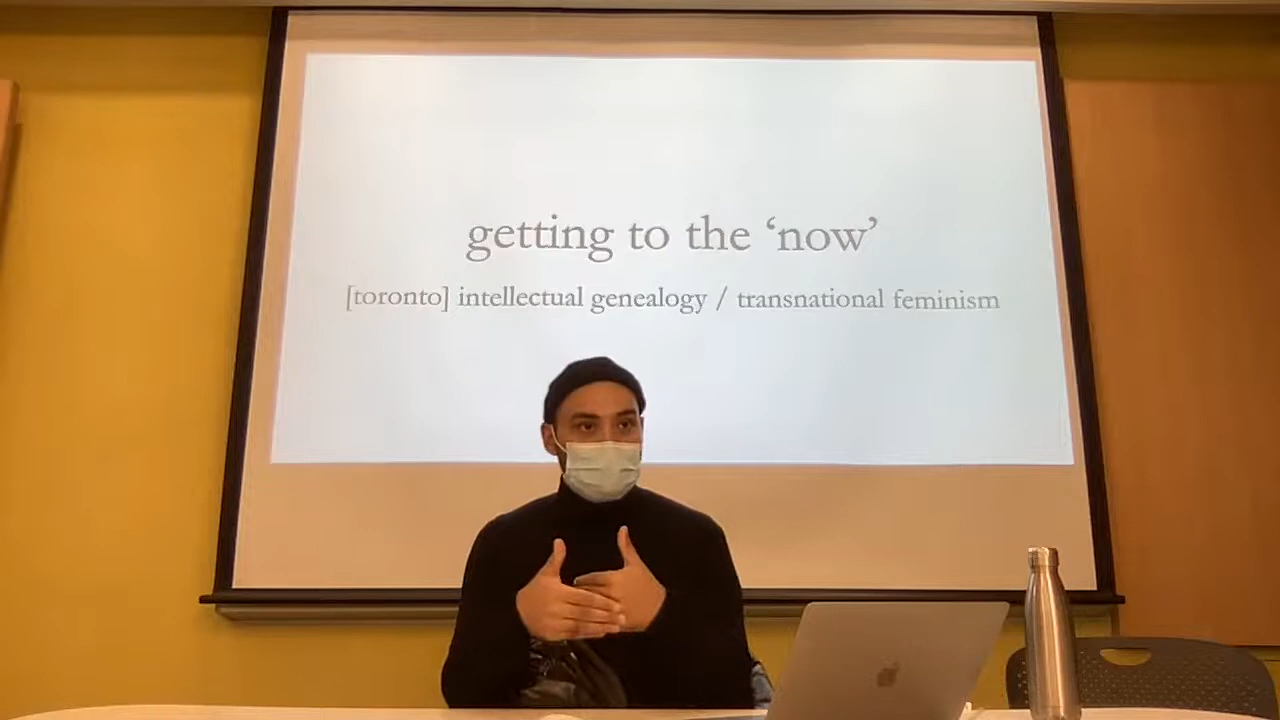 getting to the ‘now’
[toronto] intellectual genealogy / transnational feminism